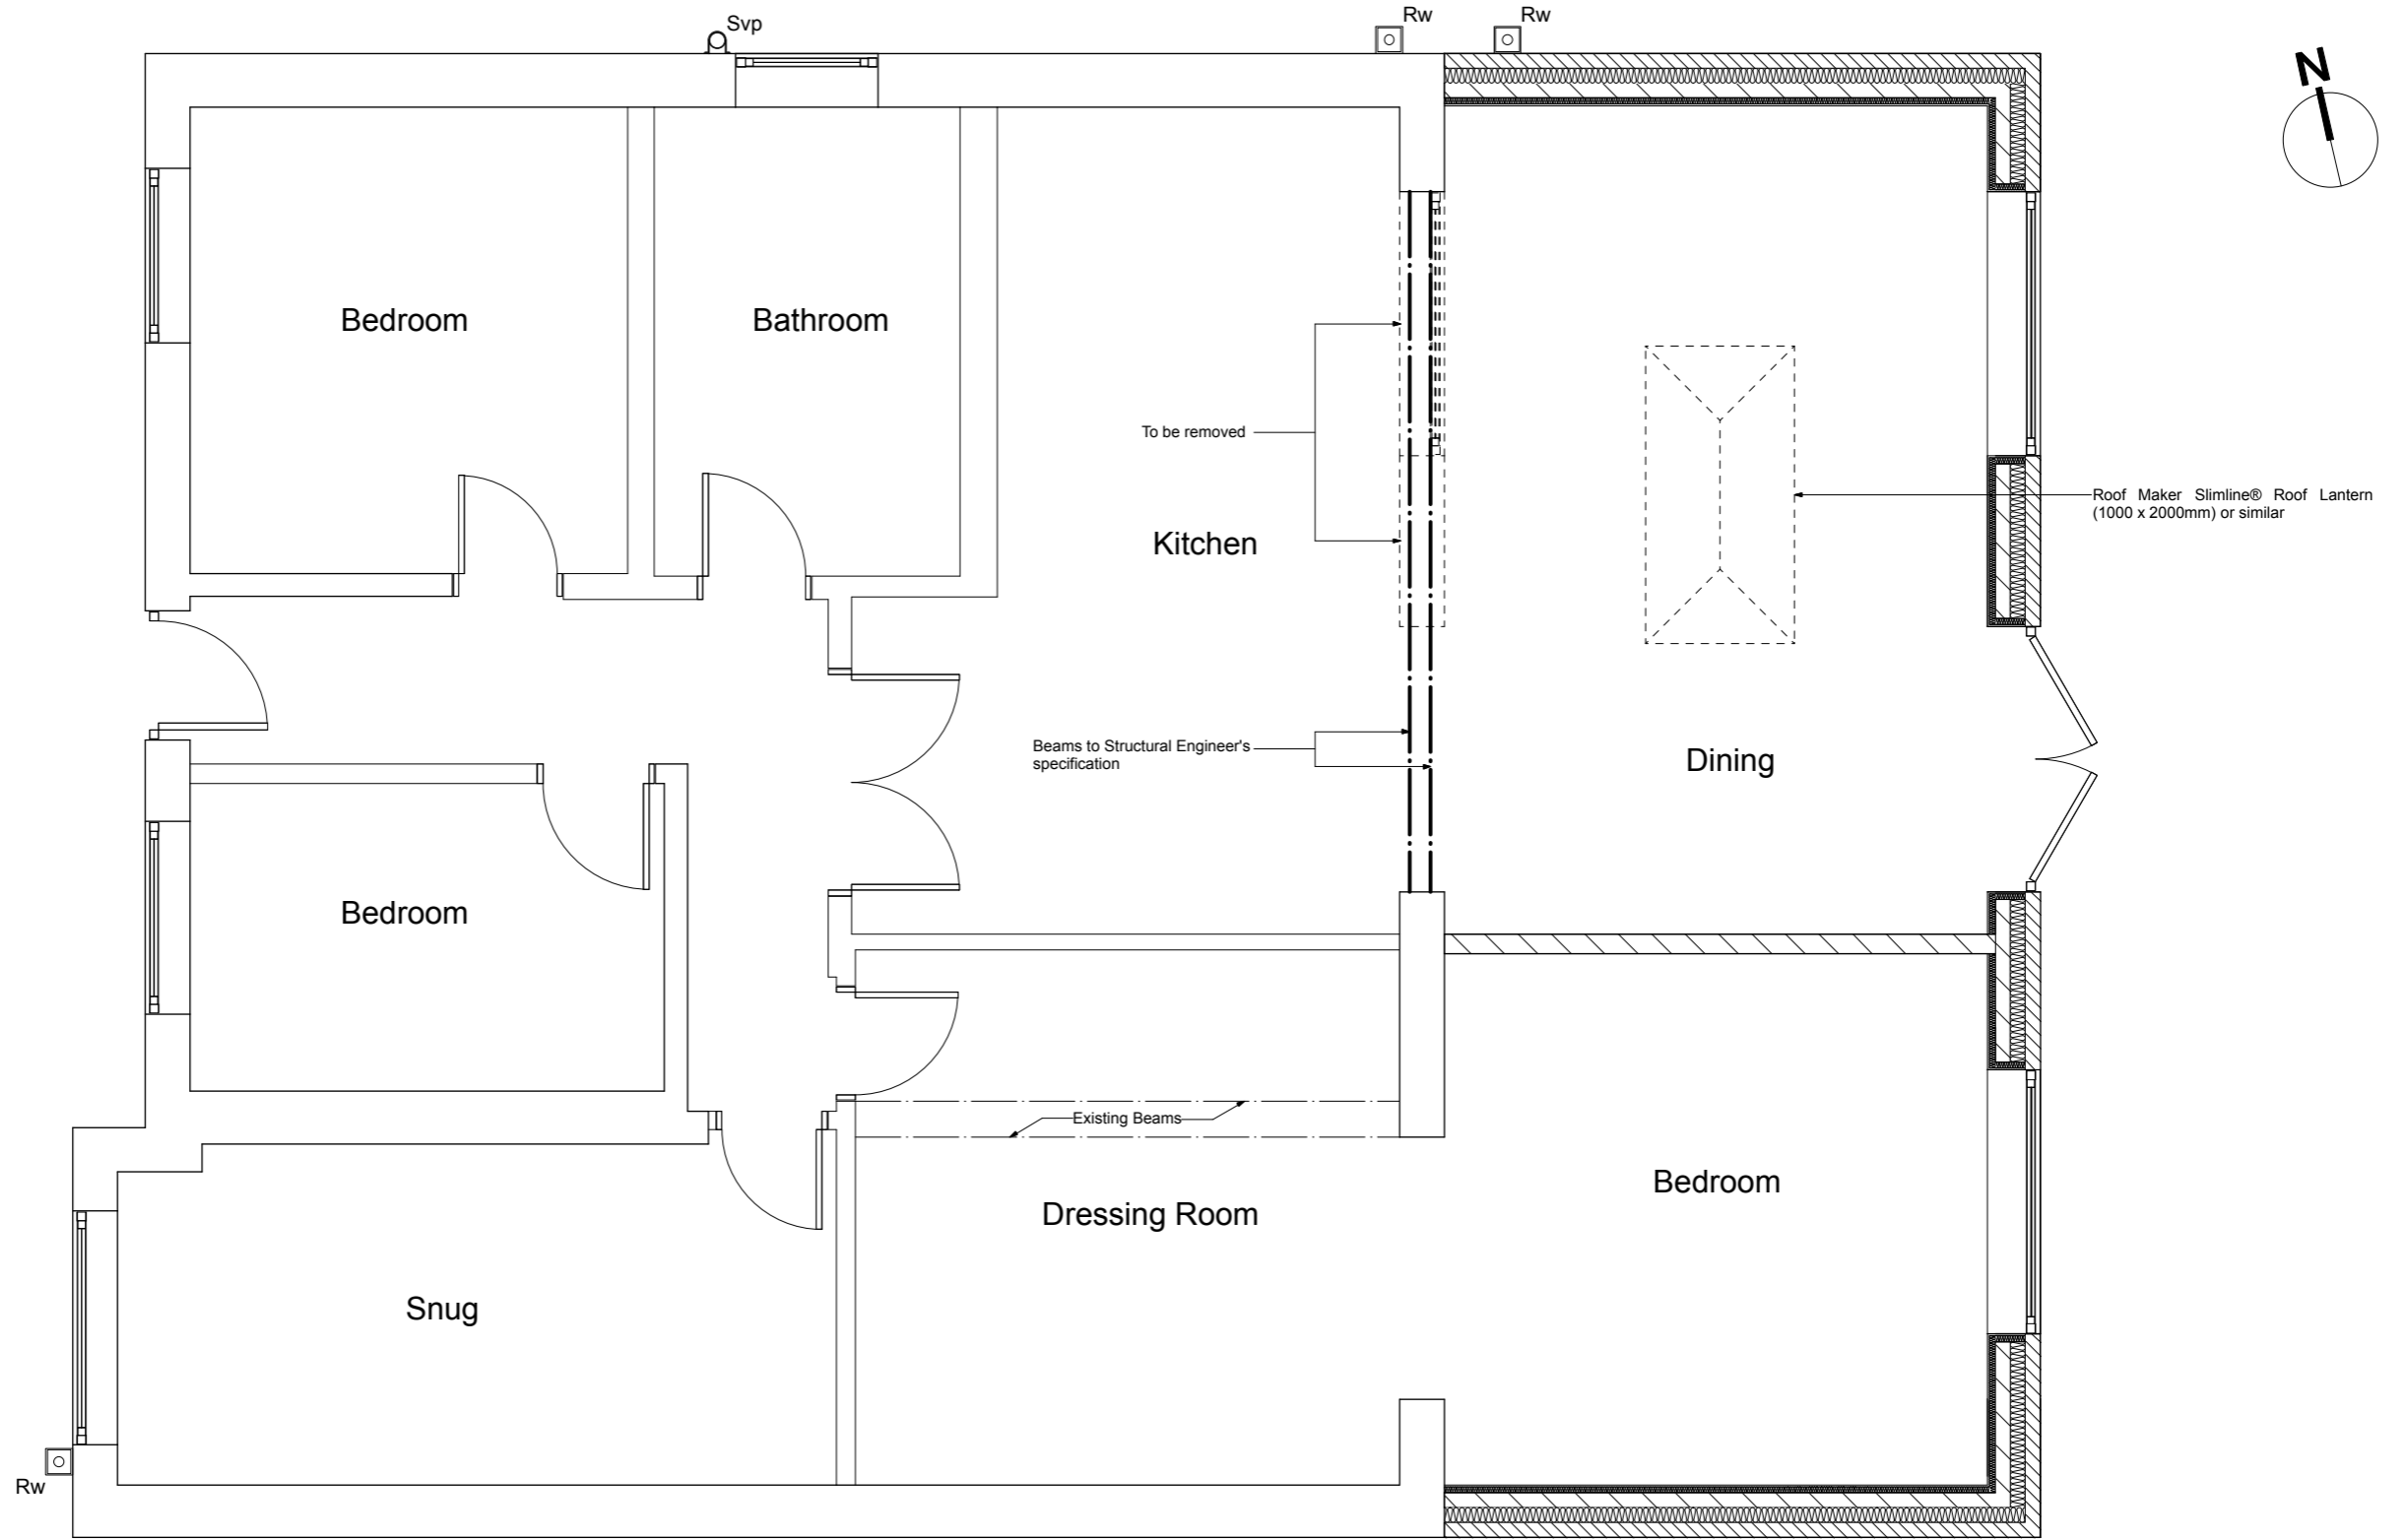 Svp
Rw
Rw
N
Bedroom
Bathroom
To be removed
Kitchen
Roof Maker Slimline® Roof Lantern
(1000 x 2000mm) or similar
Beams to Structural Engineer's
specification
Dining
Bedroom
Existing Beams
Bedroom
Dressing Room
Snug
Rw